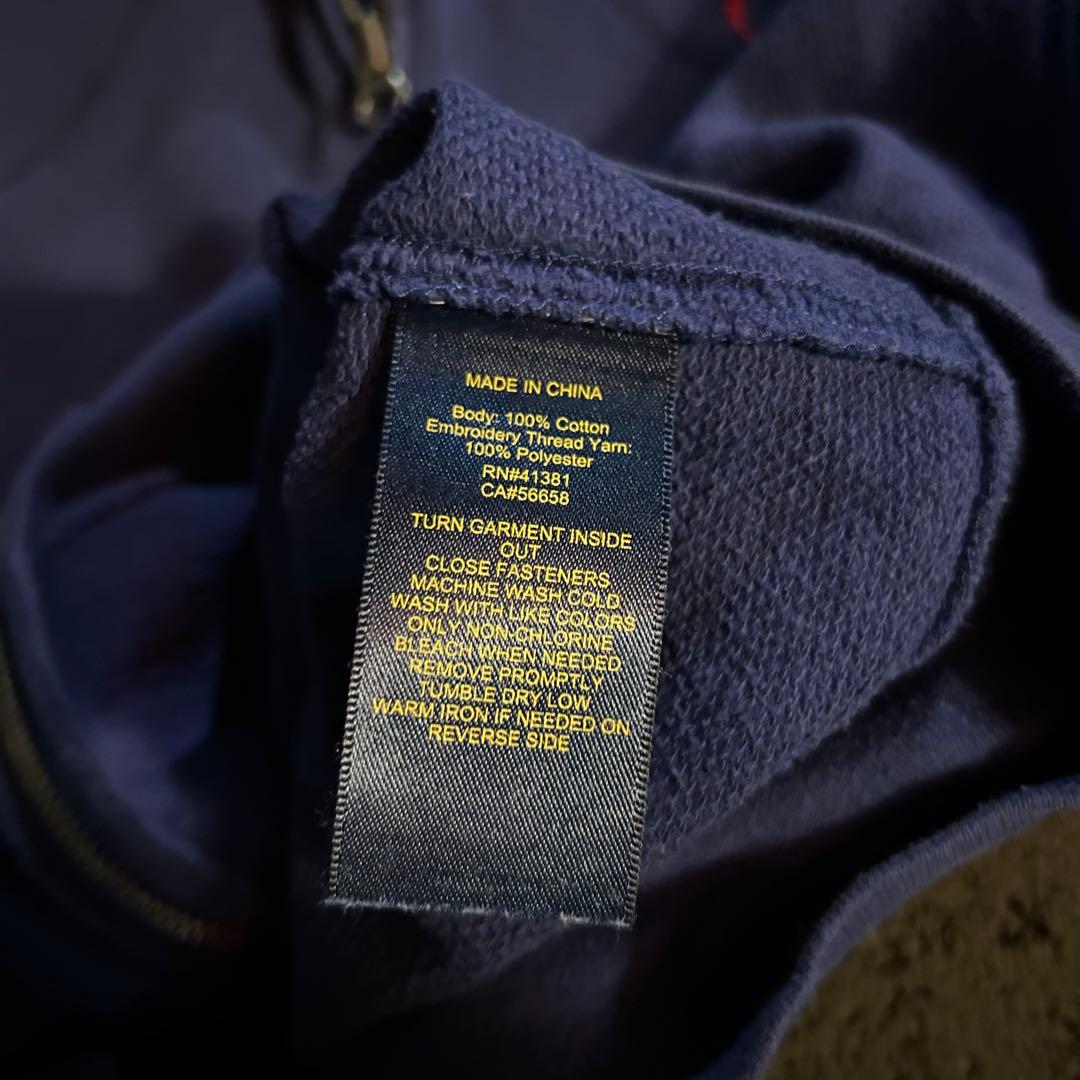 MADE IN CHINA
Body: 100% Cotton
Embroidery Thread Yarn:
100% Polyester
RN#41381
CA#56658
TURN GARMENT INSIDE
OUT
CLOSE FASTENERS
MACHINE WASH COLD
WASH WITH LIKE COLORS
ONLY NON-CHLORINE
BLEACH WHEN NEEDED
REMOVE PROMPTLY
TUMBLE DRY LOW
WARM IRON IF NEEDED ON
REVERSE SIDE